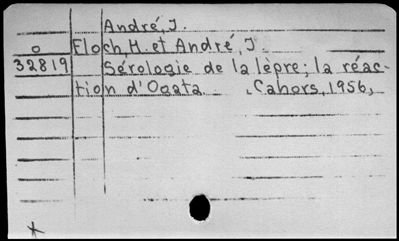 André, J.
o Floch, H. et André, J.
32819 Sérologie de la lèpre; la réac-
tion d'Ogata. Cahors, 1956,